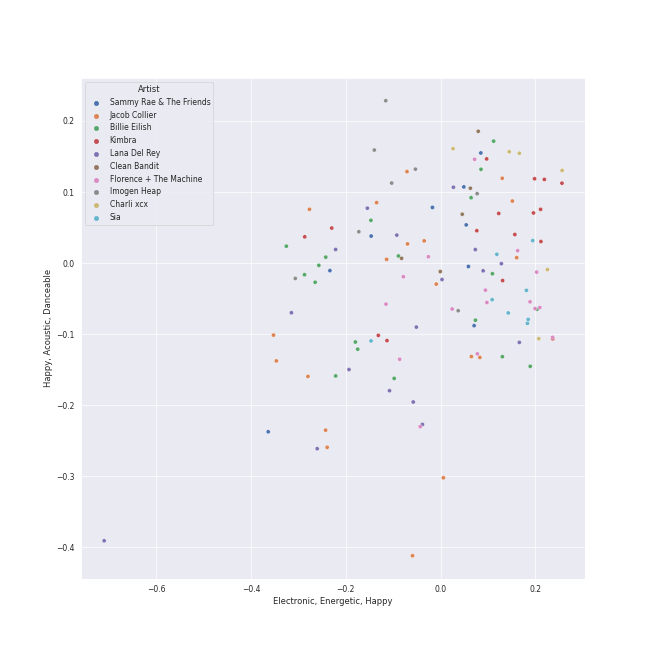 Artist
Sammy Rae & The Friends
Jacob Collier
Billie Eilish
Kimbra
Lana Del Rey
Clean Bandit
Florence + The Machine
Imogen Heap
Charli xcx
Sia
0.2
0.1
0.0
−0.1
−0.2
−0.3
−0.4
Happy, Acoustic, Danceable
−0.6 −0.4 −0.2 0.0 0.2
Electronic, Energetic, Happy